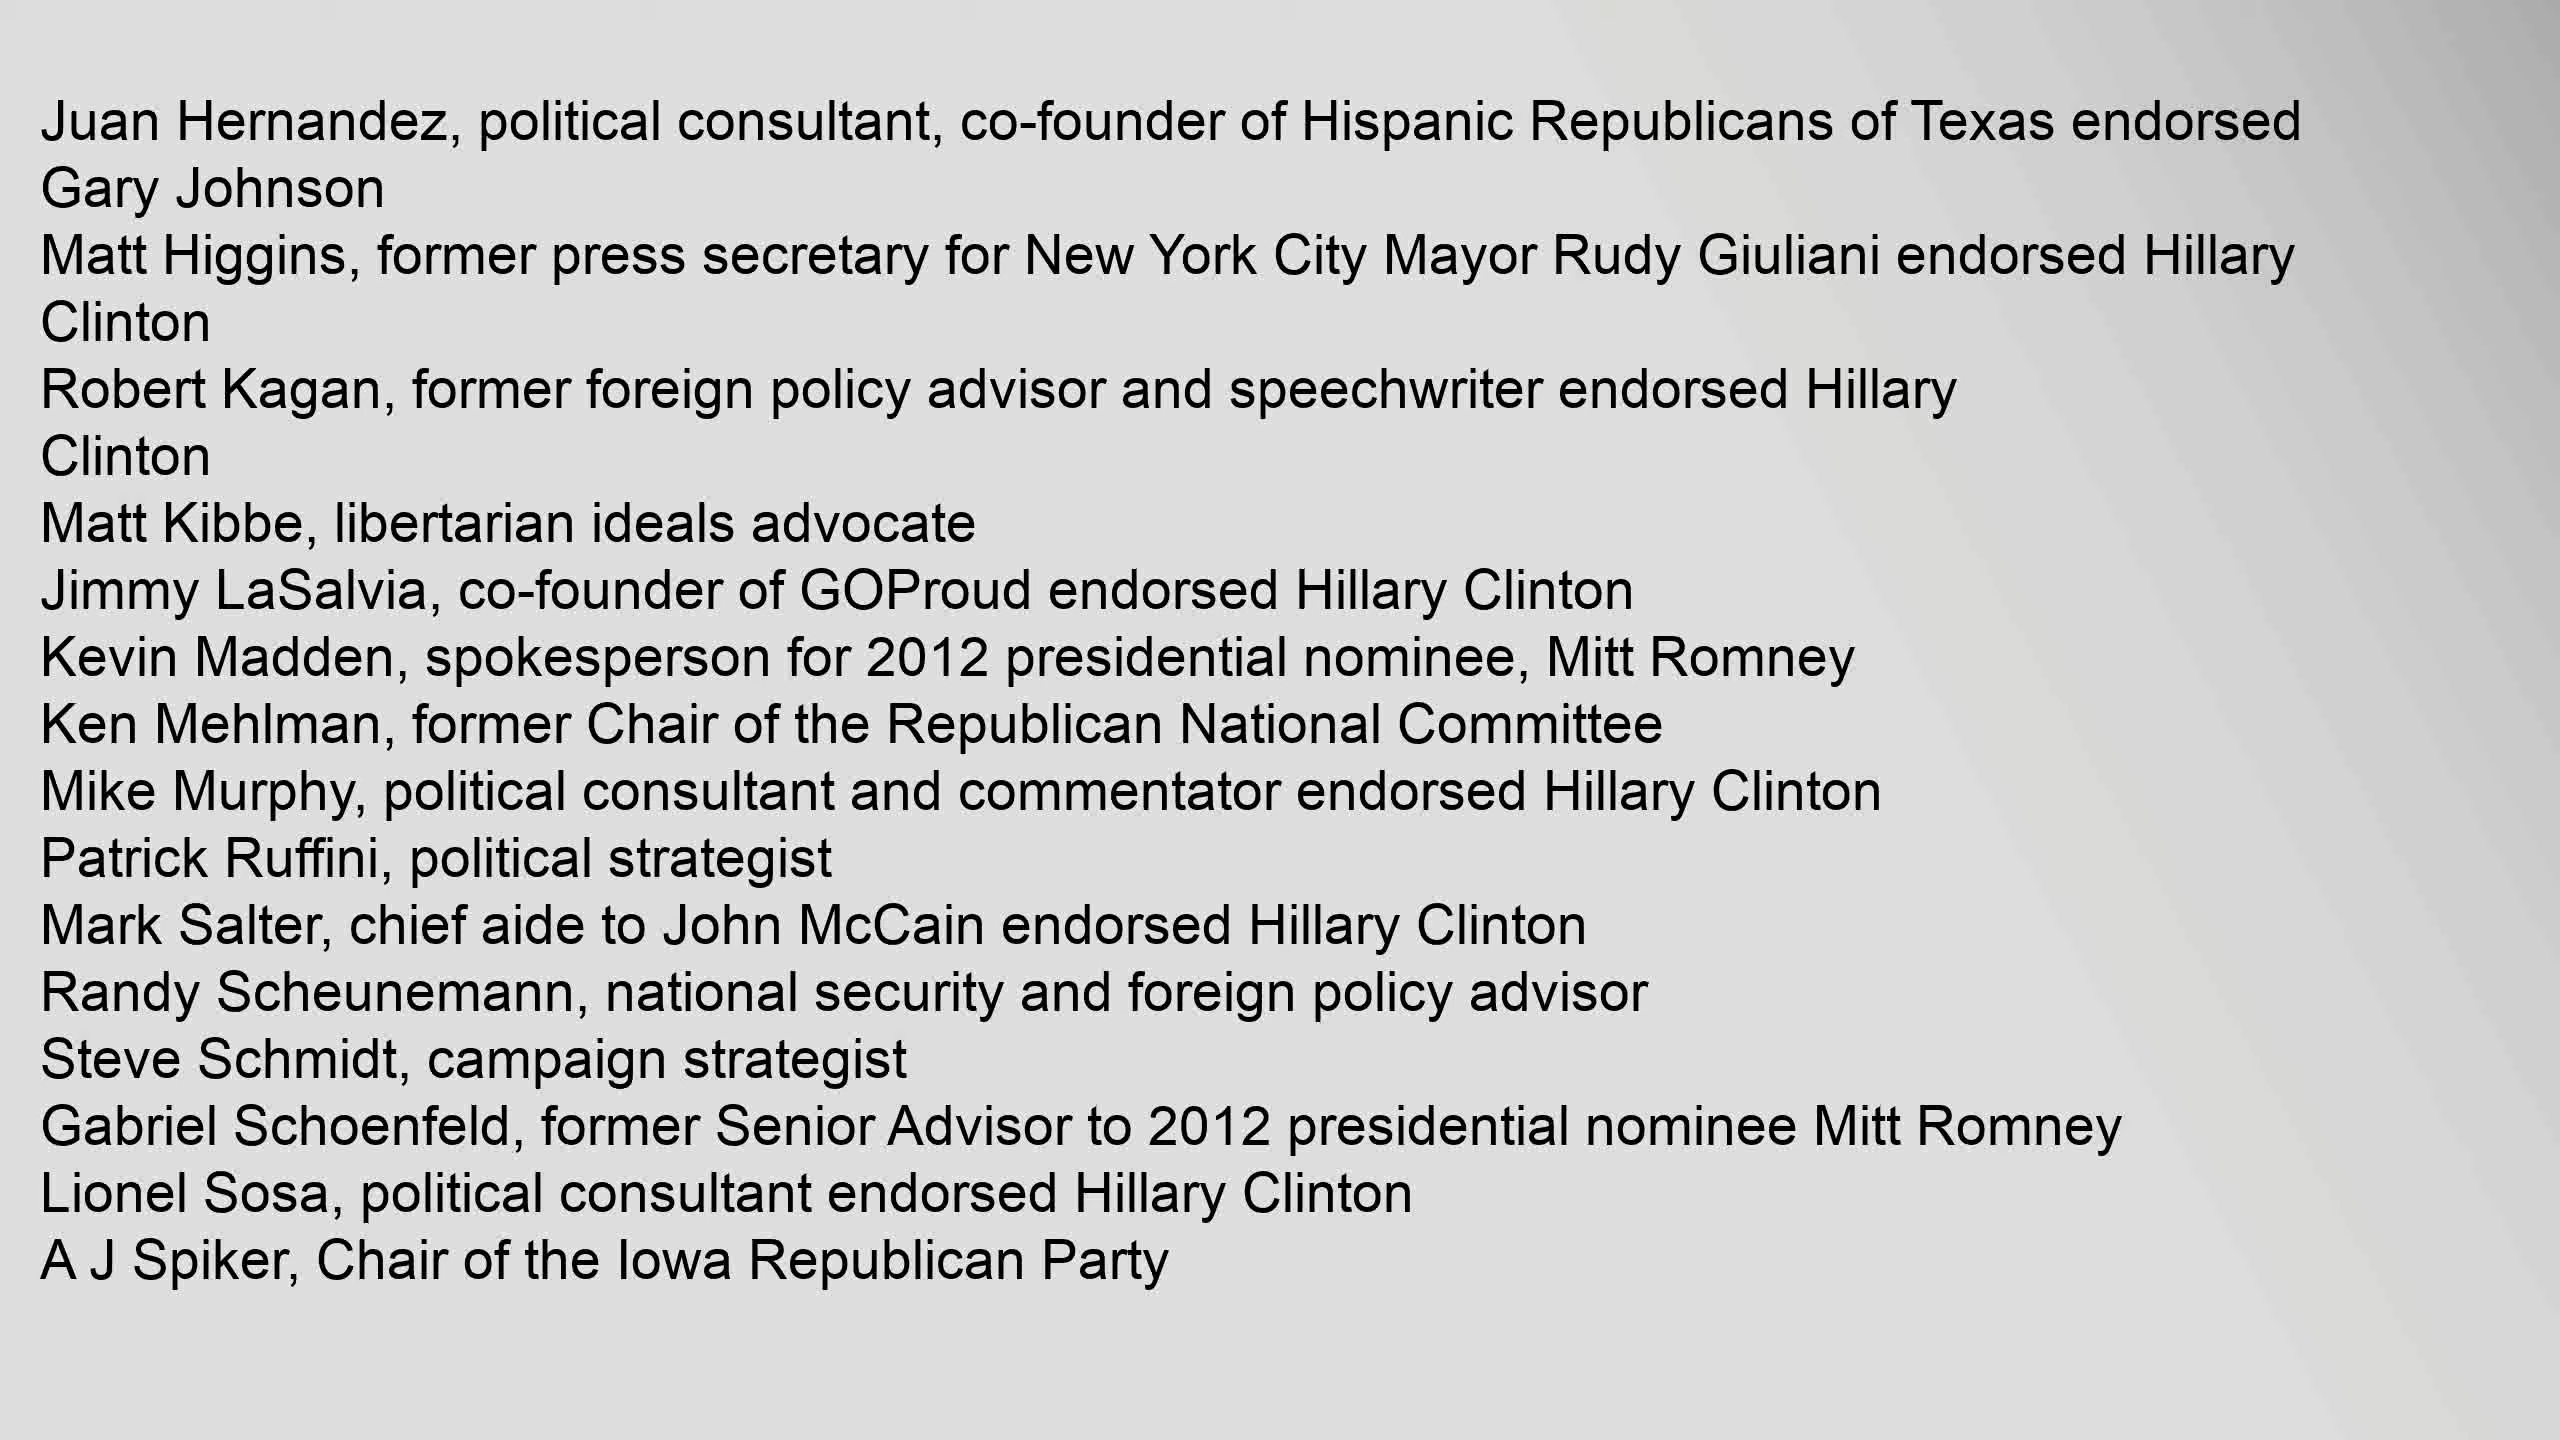 Juan Hernandez, political consultant, co-founder of Hispanic Republicans of Texas endorsed
Gary Johnson
Matt Higgins, former press secretary for New York City Mayor Rudy Giuliani endorsed Hillary
Clinton
Robert Kagan, former foreign policy advisor and speechwriter endorsed Hillary
Clinton
Matt Kibbe, libertarian ideals advocate
Jimmy LaSalvia, co-founder of GOProud endorsed Hillary Clinton
Kevin Madden, spokesperson for 2012 presidential nominee, Mitt Romney
Ken Mehlman, former Chair of the Republican National Committee
Mike Murphy, political consultant and commentator endorsed Hillary Clinton
Patrick Ruffini, political strategist
Mark Salter, chief aide to John McCain endorsed Hillary Clinton
Randy Scheunemann, national security and foreign policy advisor
Steve Schmidt, campaign strategist
Gabriel Schoenfeld, former Senior Advisor to 2012 presidential nominee Mitt Romney
Lionel Sosa, political consultant endorsed Hillary Clinton
A J Spiker, Chair of the Iowa Republican Party